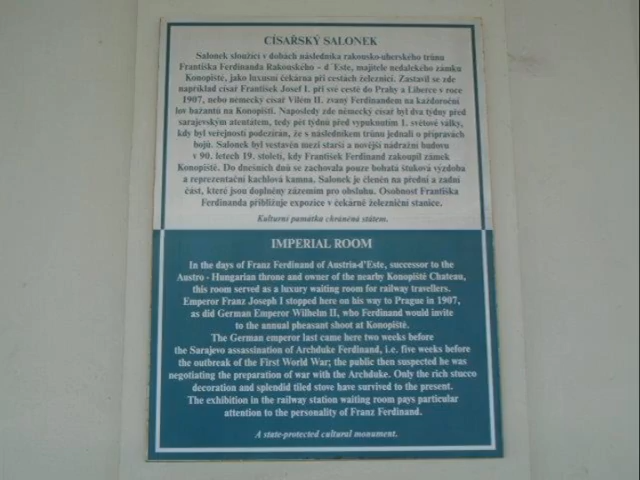 CÍSAŘSKÝ SALONEK
Salonek sloužící v dobách následníka rakousko-uherského trůnu
Františka Ferdinanda Rakouského – d´Este, majitele nedalekého zámku
Konopiště, jako luxusní čekárna při cestách železnicí. Zastavil se zde
například císař František Josef I. při své cestě do Prahy a Liberce v roce
1907, nebo německý císař Vilém II. zvaný Ferdinandem na každoroční
lov bažantů na Konopišti. Naposledy zde německý císař byl dva týdny před
sarajevským atentátem, tedy pět týdnů před vypuknutím 1. světové války,
kdy byl veřejností podezírán, že s následníkem trůnu jednali o přípravách
bojů. Salonek byl vestavěn mezi starší a novější nádražní budovu
v 90. letech 19. století, kdy František Ferdinand zakoupil zámek
Konopiště. Do dnešních dnů se zachovala pouze bohatá štuková výzdoba
a reprezentační kachlová kamna. Salonek je členěn na přední a zadní
část, které jsou doplněny zázemím pro obsluhu. Osobnost Františka
Ferdinanda přibližuje expozice v čekárně železniční stanice.
Kulturní památka chráněná státem.
IMPERIAL ROOM
In the days of Franz Ferdinand of Austria-d'Este, successor to the
Austro - Hungarian throne and owner of the nearby Konopiště Chateau,
this room served as a luxury waiting room for railway travellers.
Emperor Franz Joseph I stopped here on his way to Prague in 1907,
as did German Emperor Wilhelm II, who Ferdinand would invite
to the annual pheasant shoot at Konopiště.
The German emperor last came here two weeks before
the Sarajevo assassination of Archduke Ferdinand, i.e. five weeks before
the outbreak of the First World War; the public then suspected he was
negotiating the preparation of war with the Archduke. Only the rich stucco
decoration and splendid tiled stove have survived to the present.
The exhibition in the railway station waiting room pays particular
attention to the personality of Franz Ferdinand.
A state-protected cultural monument.